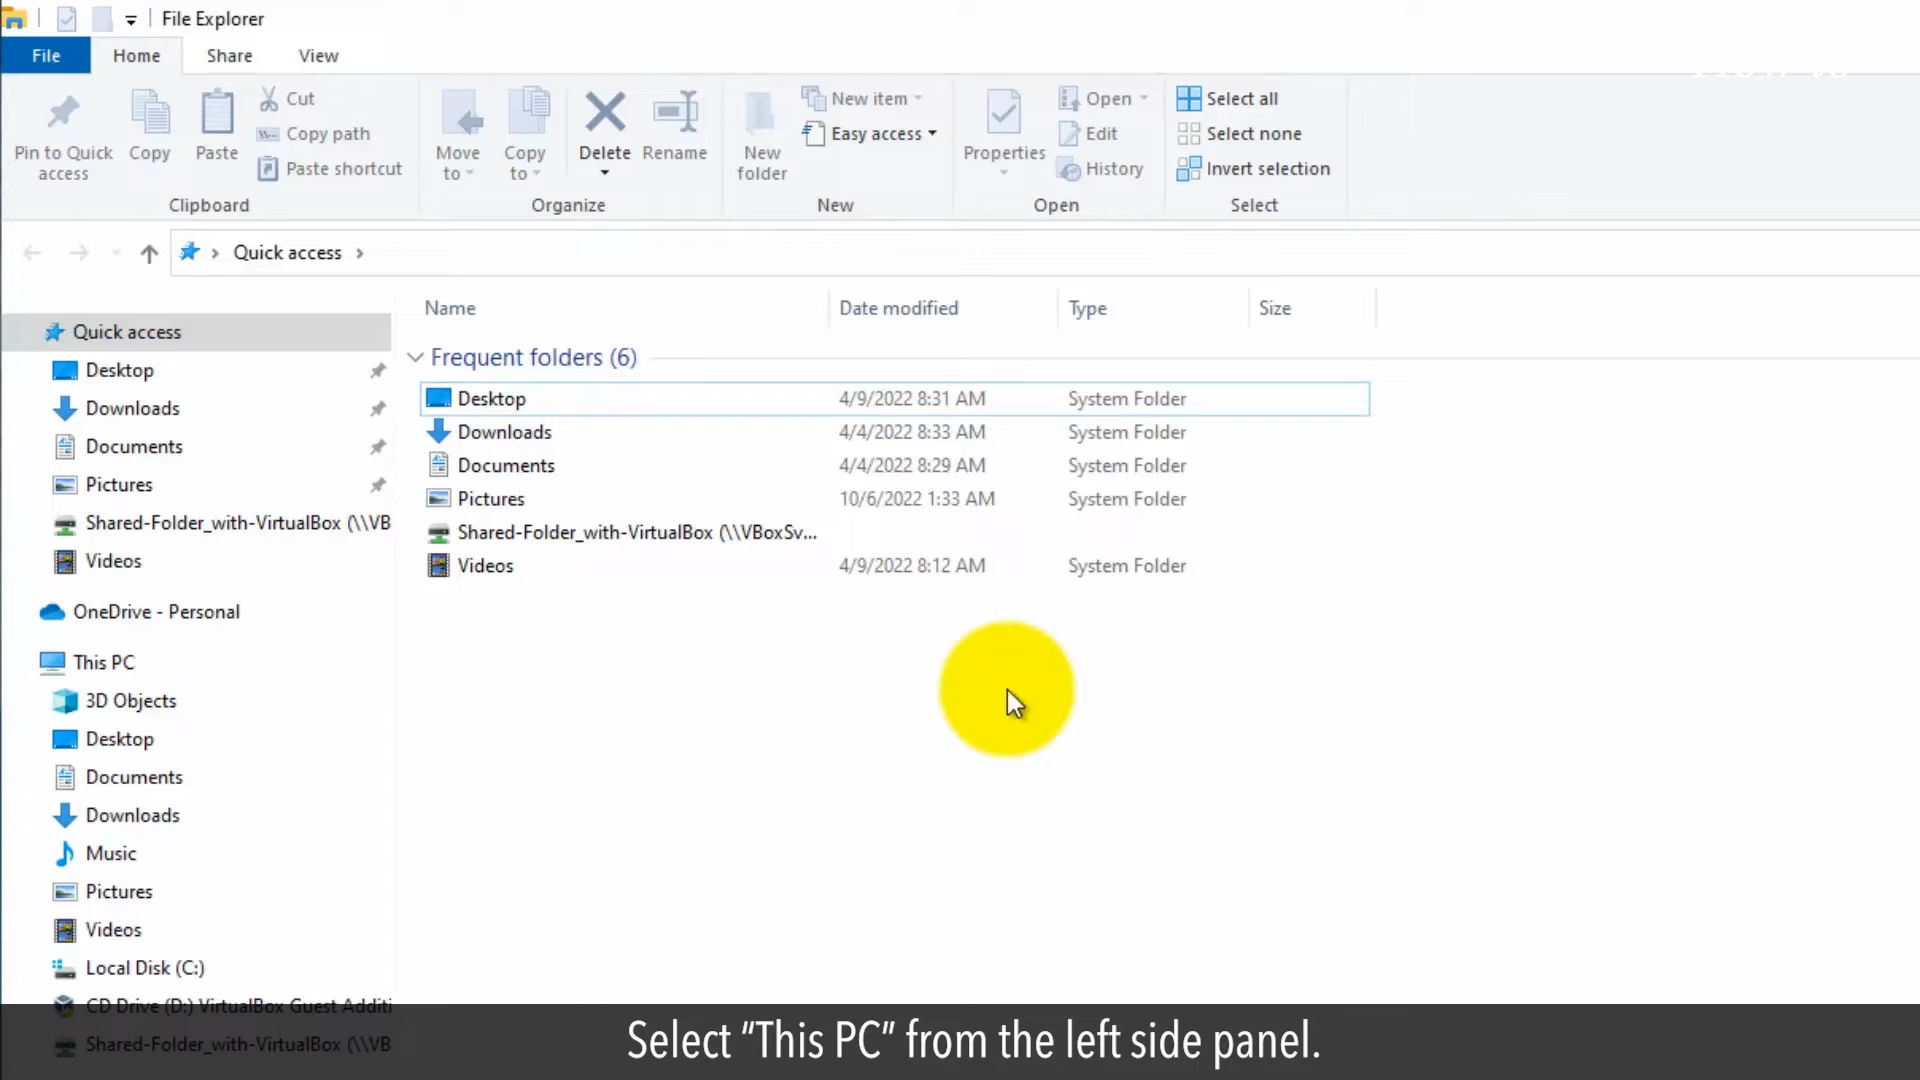 File Explorer
File Home Share View
Pin to Quick access
Copy
Paste
Cut
Copy path
Paste shortcut
Clipboard
Move to
Copy to
Delete
Rename
Organize
New folder
New item
Easy access
New
Properties
Open
Edit
History
Open
Select all
Select none
Invert selection
Select
Quick access
Name Date modified Type Size
Quick access
Desktop
Downloads
Documents
Pictures
Shared-Folder_with-VirtualBox (\\VB
Videos
OneDrive - Personal
This PC
3D Objects
Desktop
Documents
Downloads
Music
Pictures
Videos
Local Disk (C:)
CD Drive (D:) VirtualBox Guest Additi
Shared-Folder_with-VirtualBox (\\VB
Frequent folders (6)
Desktop 4/9/2022 8:31 AM System Folder
Downloads 4/4/2022 8:33 AM System Folder
Documents 4/4/2022 8:29 AM System Folder
Pictures 10/6/2022 1:33 AM System Folder
Shared-Folder_with-VirtualBox (\\VBoxSv...
Videos 4/9/2022 8:12 AM System Folder
Select “This PC” from the left side panel.